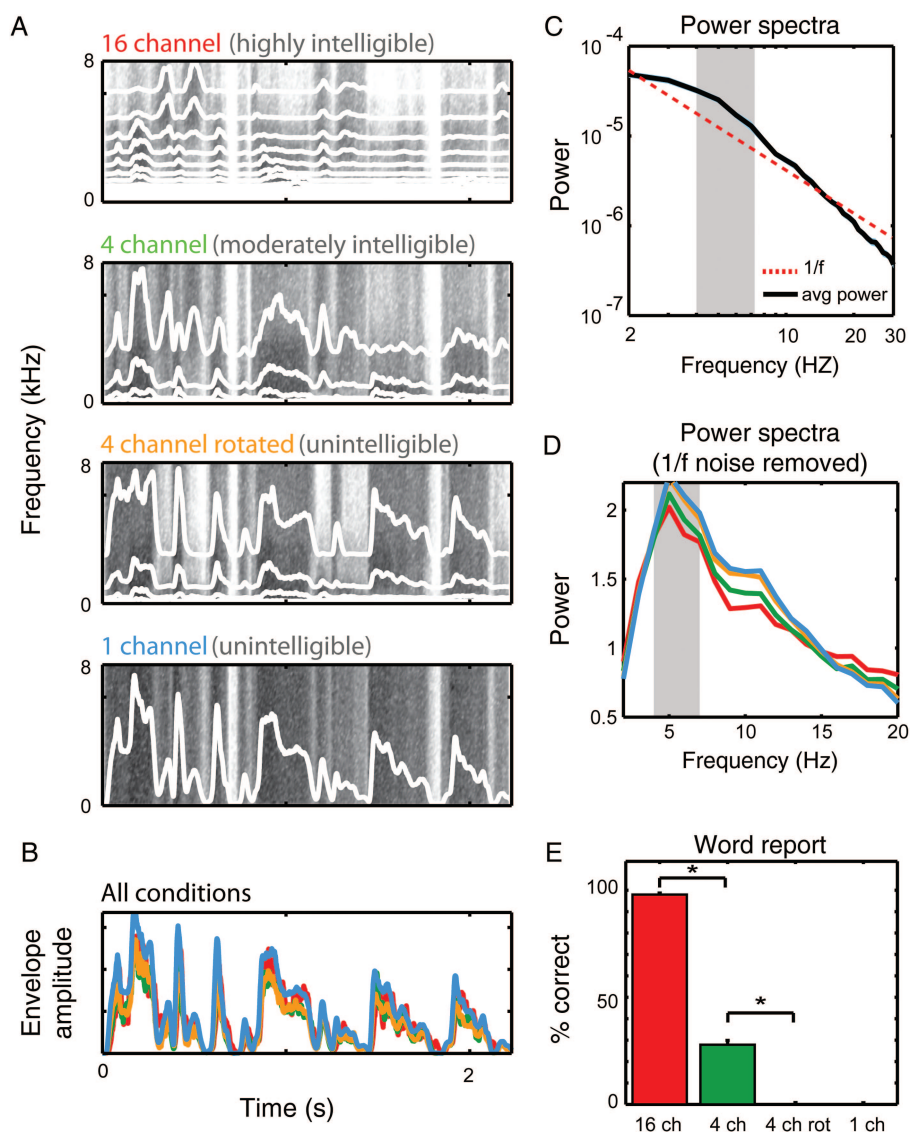 A
16 channel (highly intelligible)
8
0
4 channel (moderately intelligible)
8
0
4 channel rotated (unintelligible)
8
0
1 channel (unintelligible)
8
0
Frequency (kHz)
B
All conditions
Envelope
amplitude
0
2
Time (s)
C
Power spectra
10-4
10-5
10-6
10-7
Power
1/f
avg power
2
10
20
30
Frequency (HZ)
D
Power spectra
(1/f noise removed)
2
1.5
1
0.5
Power
5
10
15
20
Frequency (Hz)
E
Word report
100
50
0
% correct
*
*
16 ch
4 ch
4 ch rot
1 ch